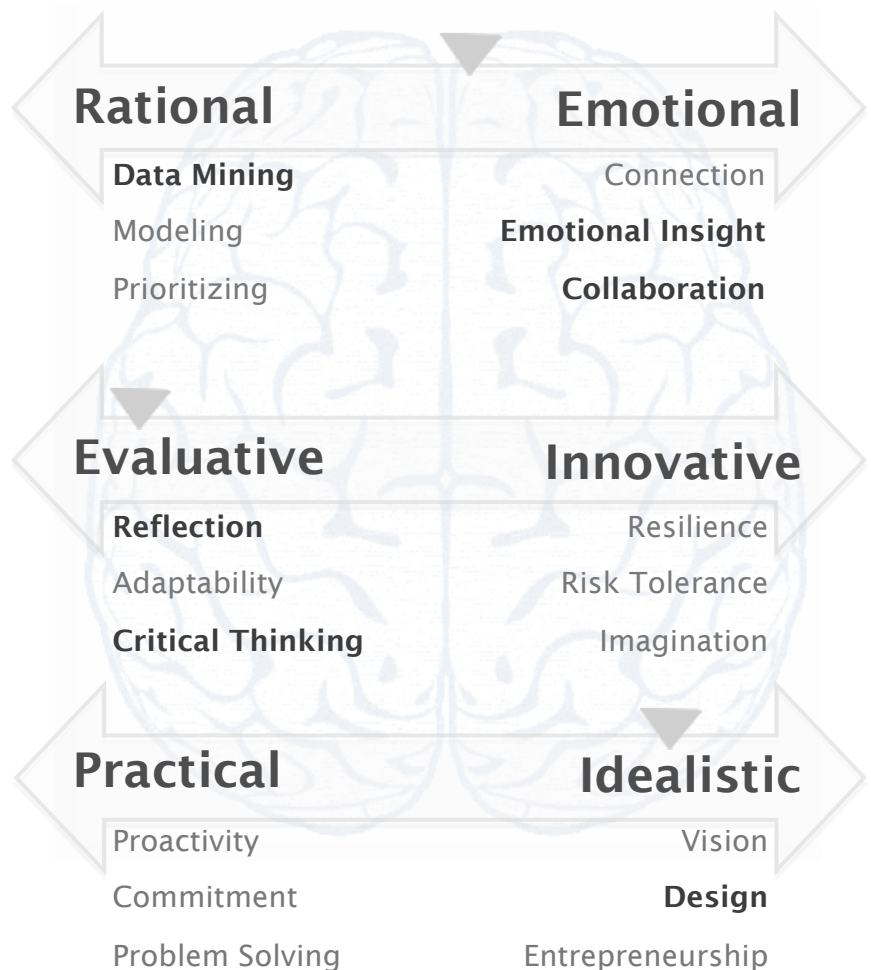 Rational Emotional
Data Mining Connection
Modeling Emotional Insight
Prioritizing Collaboration
Evaluative Innovative
Reflection Resilience
Adaptability Risk Tolerance
Critical Thinking Imagination
Practical Idealistic
Proactivity Vision
Commitment Design
Problem Solving Entrepreneurship